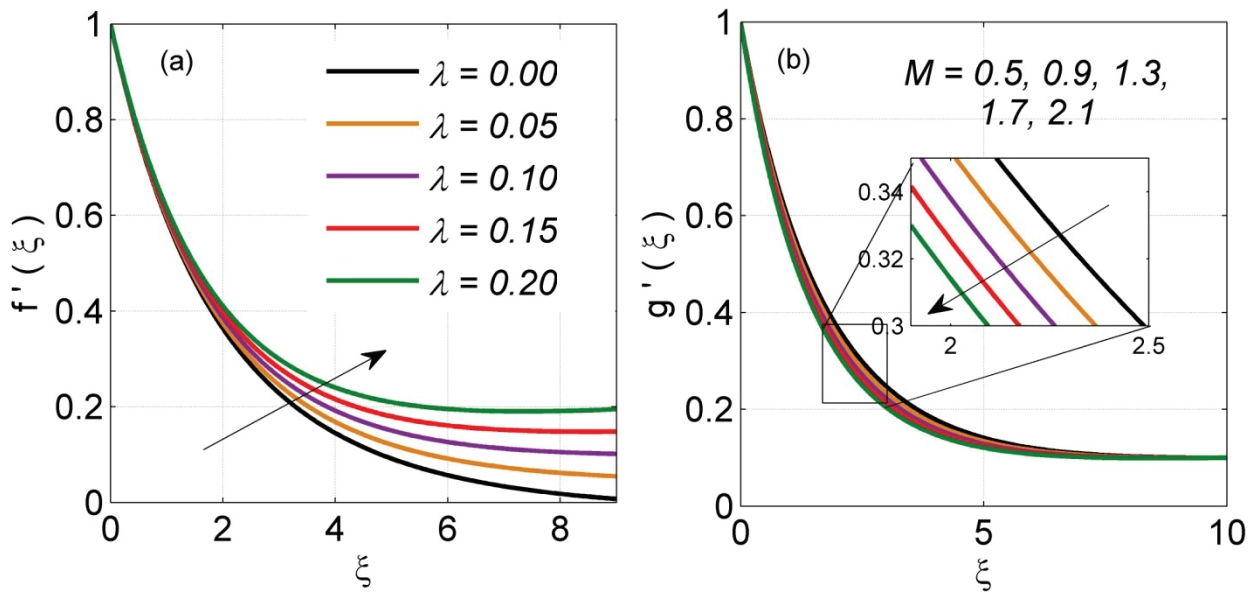 (a)
λ = 0.00
λ = 0.05
λ = 0.10
λ = 0.15
λ = 0.20
f ' ( ξ )
1
0.8
0.6
0.4
0.2
0
0 2 4 6 8
ξ
(b)
M = 0.5, 0.9, 1.3,
1.7, 2.1
g ' ( ξ )
1
0.8
0.6
0.4
0.2
0
0 5 10
ξ
0.34
0.32
0.3
2 2.5